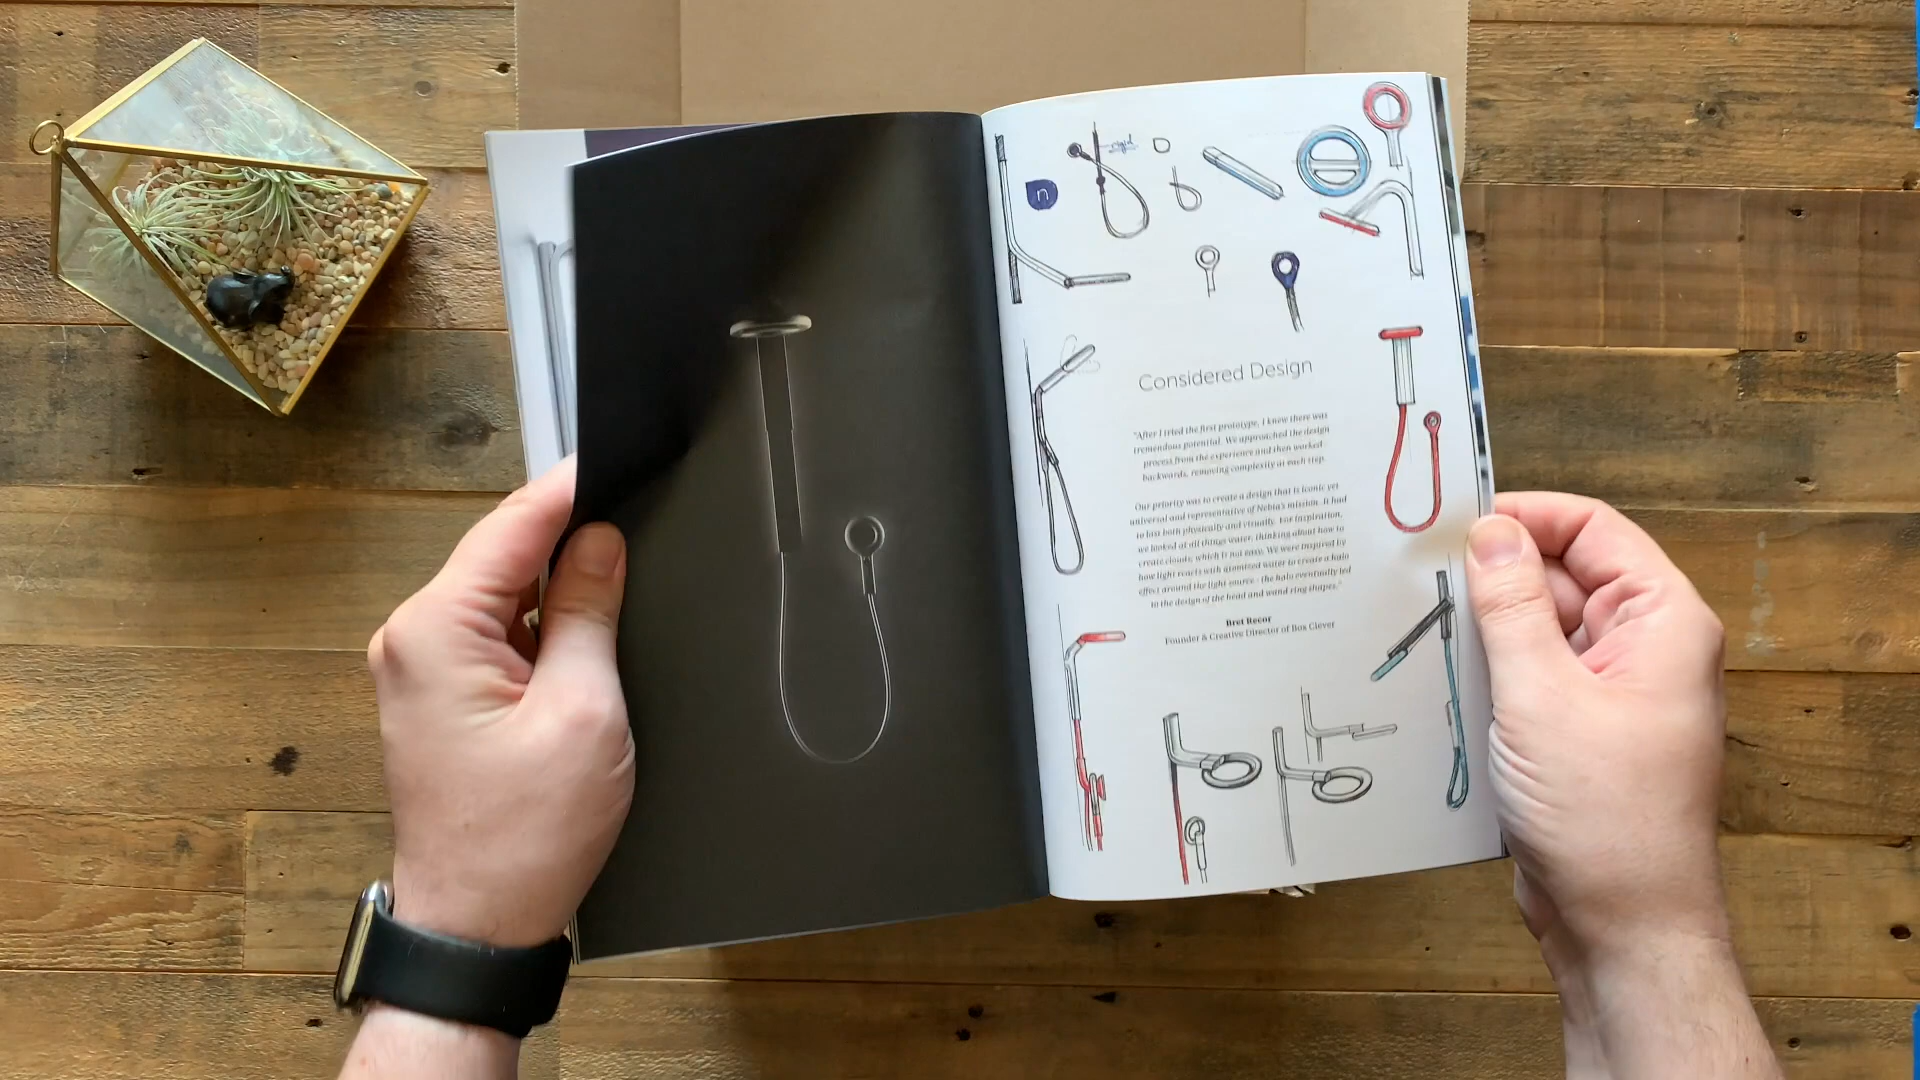 rigid
n
Considered Design
"After I tried the first prototype, I knew there was
tremendous potential. We approached the design
process from the experience and then worked
backwards, removing complexity at each step.
Our priority was to create a design that is iconic yet
universal and representative of Nebia's mission. It had
to last both physically and visually. For inspiration,
we looked at all things water; thinking about how to
create clouds, which is not easy. We were inspired by
how light reacts with atomized water to create a halo
effect around the light source - the halo eventually led
to the design of the head and wand ring shapes."
Bret Recor
Founder & Creative Director of Box Clever